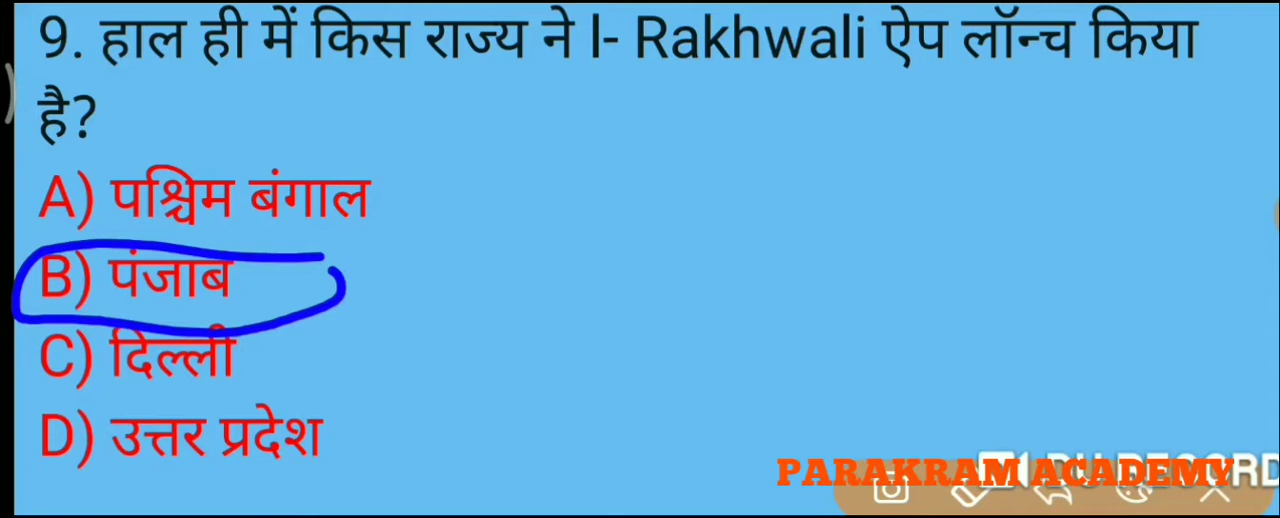 9. हाल ही में किस राज्य ने I- Rakhwali ऐप लॉन्च किया
है?
A) पश्चिम बंगाल
B) पंजाब
C) दिल्ली
D) उत्तर प्रदेश
PARAKRAM ACADEMY